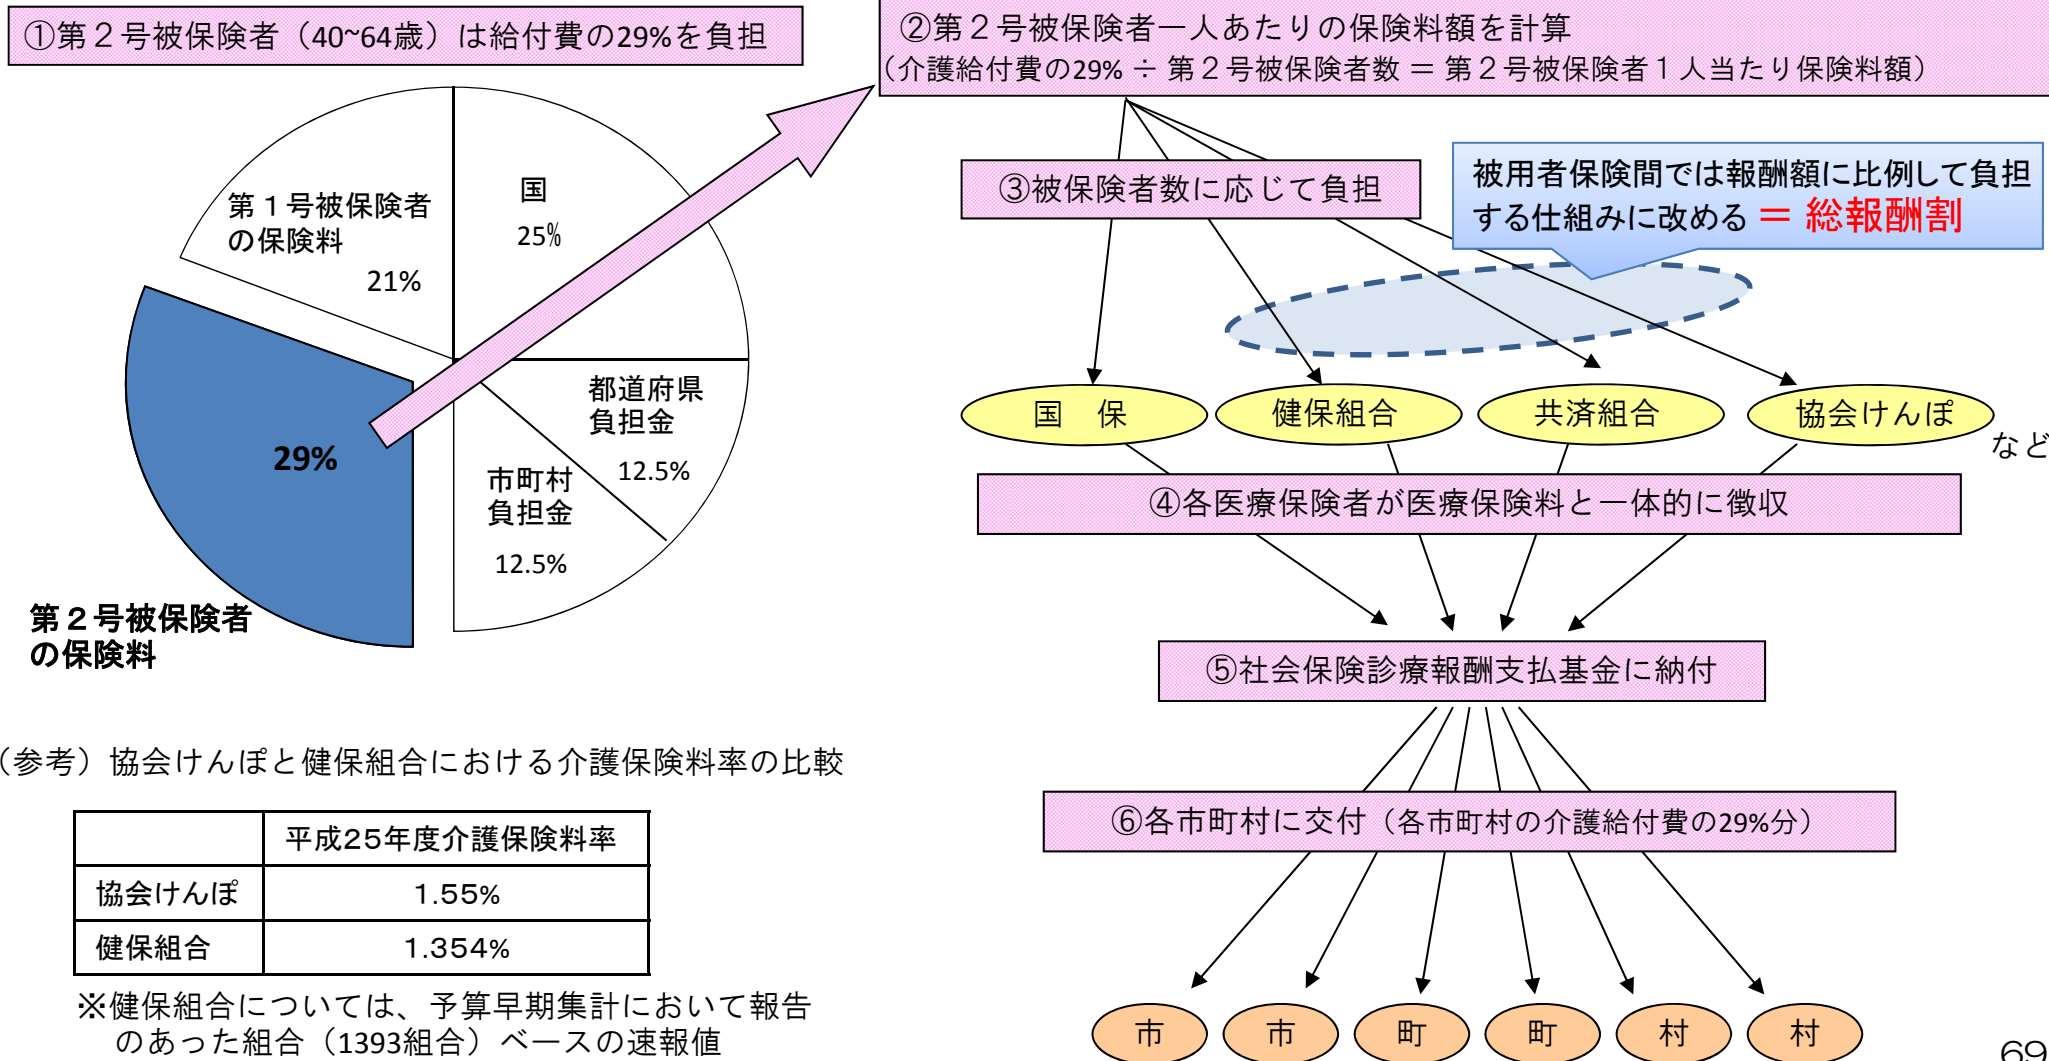 ①第２号被保険者（40~64歳）は給付費の29%を負担
②第２号被保険者一人あたりの保険料額を計算
（介護給付費の29% ÷ 第２号被保険者数 ＝ 第２号被保険者１人当たり保険料額）
第１号被保険者
の保険料
21%
国
25%
都道府県
負担金
12.5%
市町村
負担金
12.5%
29%
第２号被保険者
の保険料
③被保険者数に応じて負担
被用者保険間では報酬額に比例して負担
する仕組みに改める ＝ 総報酬割
国　保
健保組合
共済組合
協会けんぽ
など
④各医療保険者が医療保険料と一体的に徴収
⑤社会保険診療報酬支払基金に納付
⑥各市町村に交付（各市町村の介護給付費の29%分）
市
市
町
町
村
村
（参考）協会けんぽと健保組合における介護保険料率の比較
平成25年度介護保険料率
協会けんぽ
1.55%
健保組合
1.354%
※健保組合については、予算早期集計において報告
のあった組合（1393組合）ベースの速報値
69